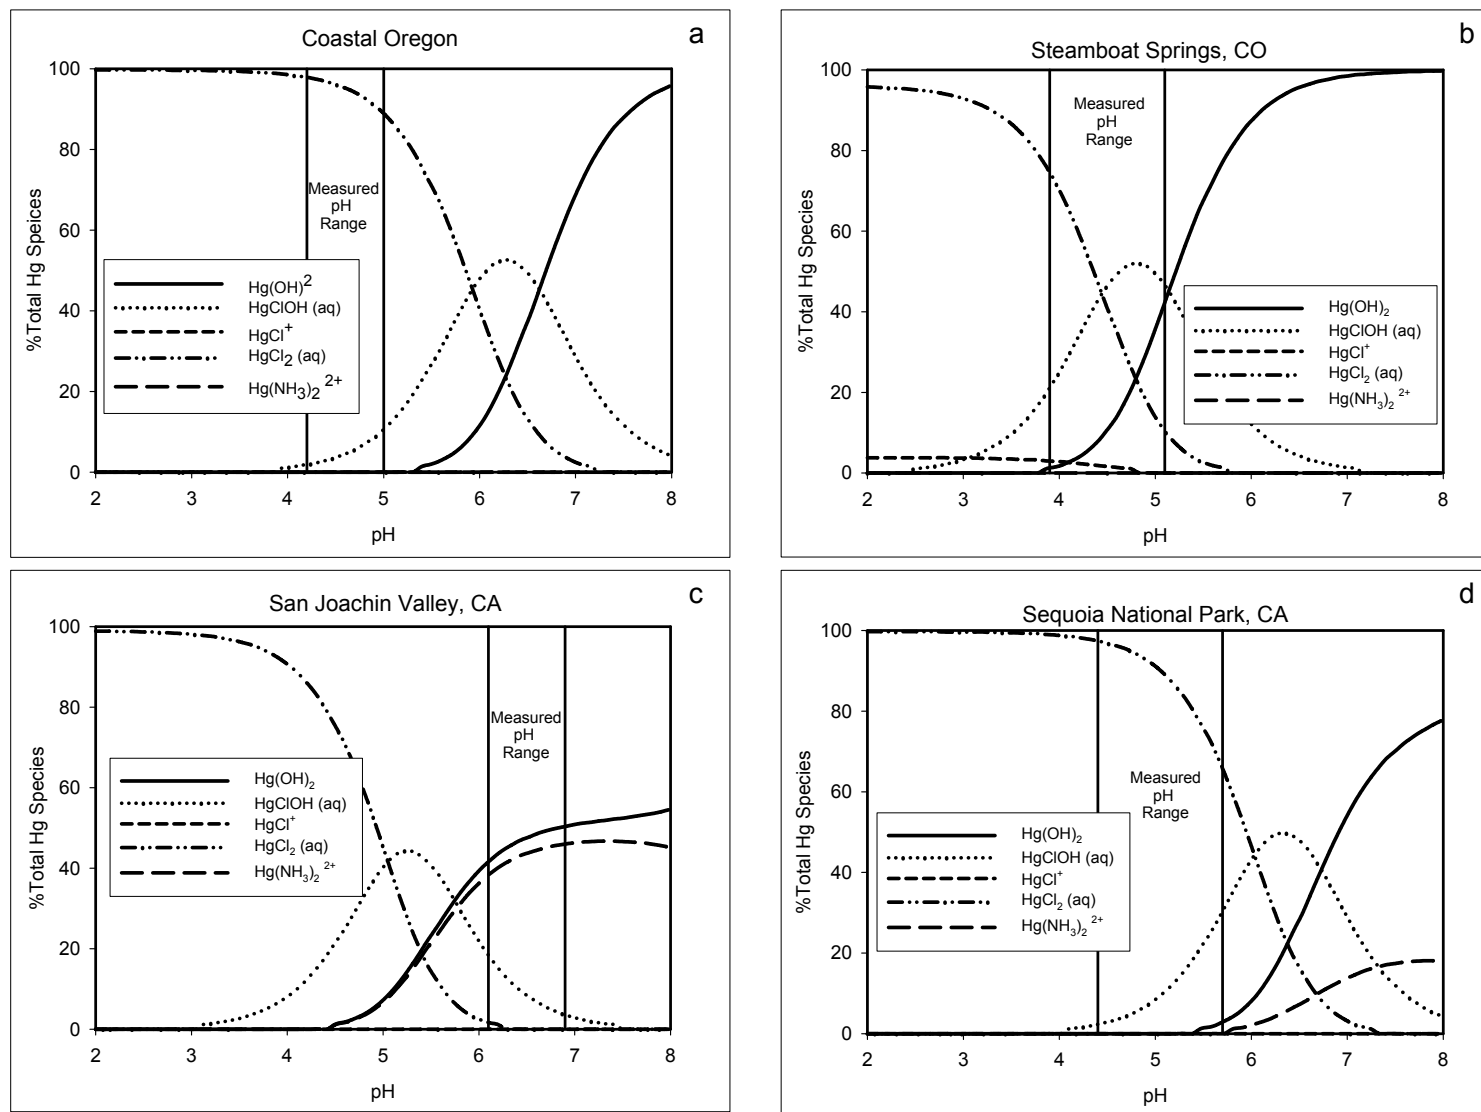 a
Coastal Oregon
100
80
60
40
20
0
%Total Hg Speices
Measured
pH
Range
Hg(OH)²
HgClOH (aq)
HgCl⁺
HgCl₂ (aq)
Hg(NH₃)₂ ²⁺
2 3 4 5 6 7 8
pH
b
Steamboat Springs, CO
100
80
60
40
20
0
%Total Hg Species
Measured
pH
Range
Hg(OH)₂
HgClOH (aq)
HgCl⁺
HgCl₂ (aq)
Hg(NH₃)₂ ²⁺
2 3 4 5 6 7 8
pH
c
San Joachin Valley, CA
100
80
60
40
20
0
%Total Hg Species
Measured
pH
Range
Hg(OH)₂
HgClOH (aq)
HgCl⁺
HgCl₂ (aq)
Hg(NH₃)₂ ²⁺
2 3 4 5 6 7 8
pH
d
Sequoia National Park, CA
100
80
60
40
20
0
%Total Hg Species
Measured
pH
Range
Hg(OH)₂
HgClOH (aq)
HgCl⁺
HgCl₂ (aq)
Hg(NH₃)₂ ²⁺
2 3 4 5 6 7 8
pH